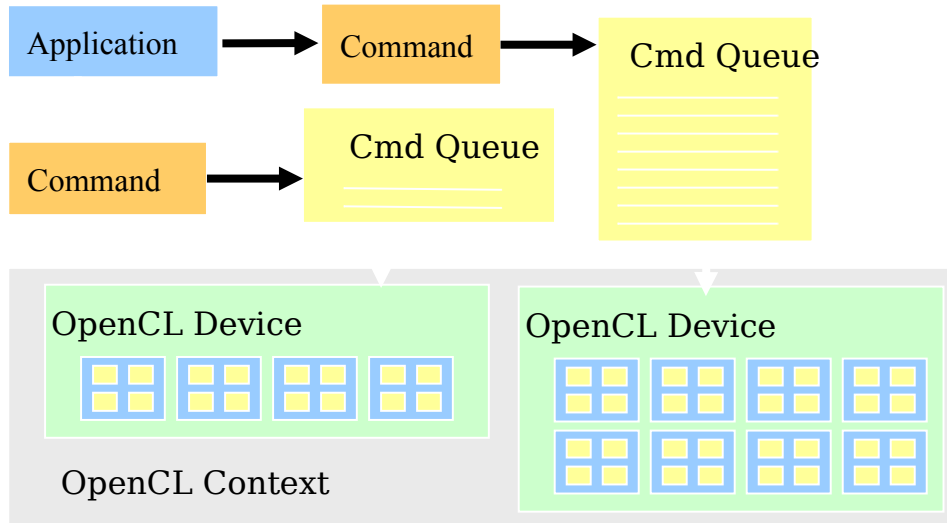 Application
Command
Cmd Queue
Command
Cmd Queue
OpenCL Device
OpenCL Device
OpenCL Context